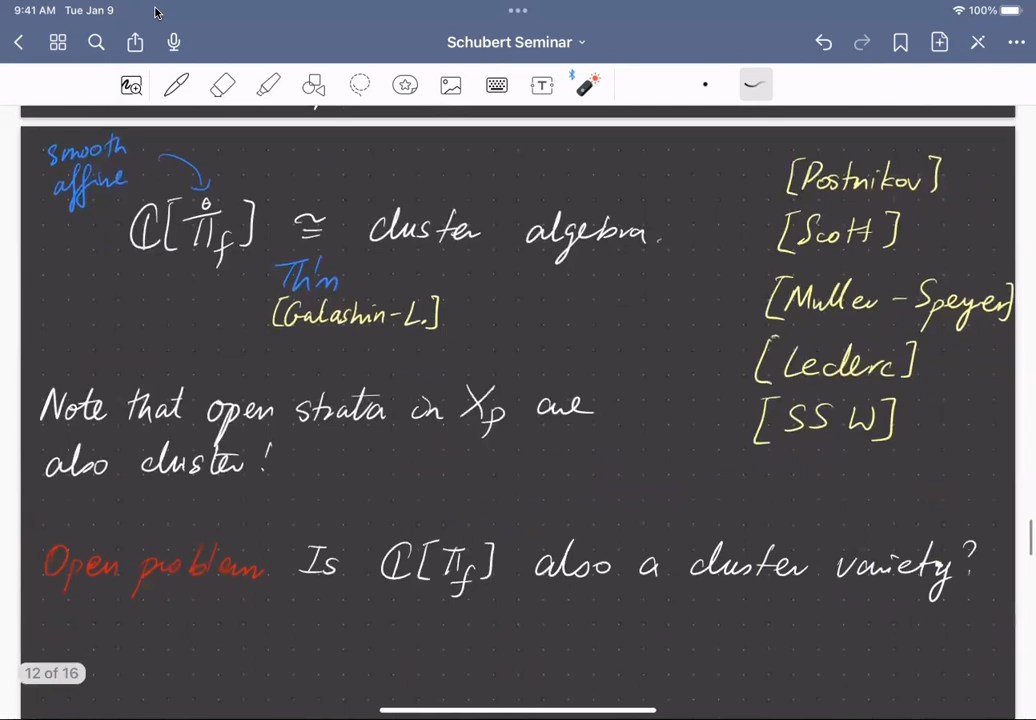 9:41 AM Tue Jan 9
100%
Schubert Seminar
smooth
affine
ℂ[Π̊_f] ≅ cluster algebra.
Th'm
[Galashin-L.]
[Postnikov]
[Scott]
[Muller - Speyer]
[Leclerc]
[SSW]
Note that open strata in X_P are
also cluster!
Open problem Is ℂ[Π_f] also a cluster variety?
12 of 16